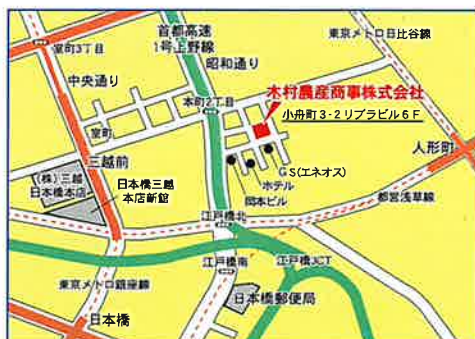 首都高速
1号上野線
東京メトロ日比谷線
室町3丁目
昭和通り
中央通り
木村農産商事株式会社
本町2丁目
小舟町3-2リブラビル6F
室町
人形町
三越前
GS(エネオス)
(株)三越
日本橋本店
ホテル
日本橋三越
本店新館
岡本ビル
都営浅草線
江戸橋北
江戸橋南
江戸橋JCT
東京メトロ銀座線
日本橋郵便局
日本橋